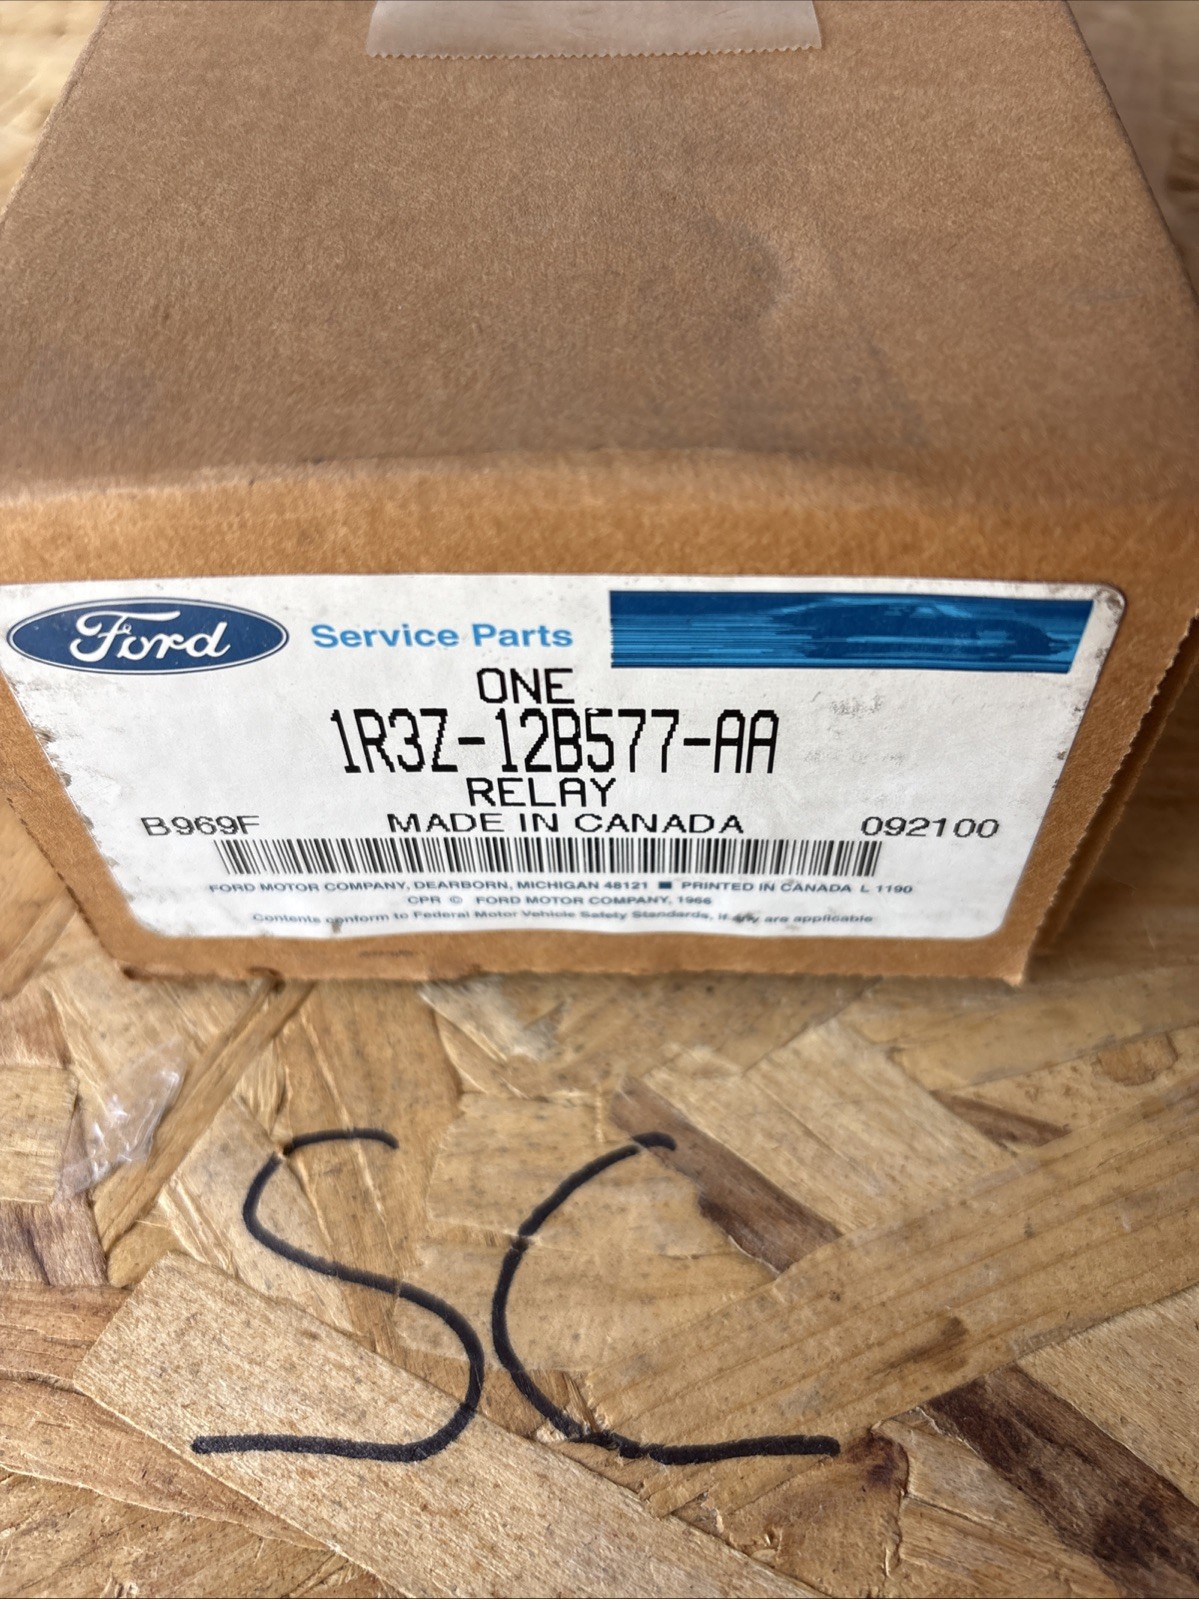 Ford Service Parts
ONE
1R3Z-12B577-AA
RELAY
B969F MADE IN CANADA 092100
FORD MOTOR COMPANY, DEARBORN, MICHIGAN 48121 ■ PRINTED IN CANADA L 1190
CPR © FORD MOTOR COMPANY, 1966
Contents conform to Federal Motor Vehicle Safety Standards, if any are applicable
SC